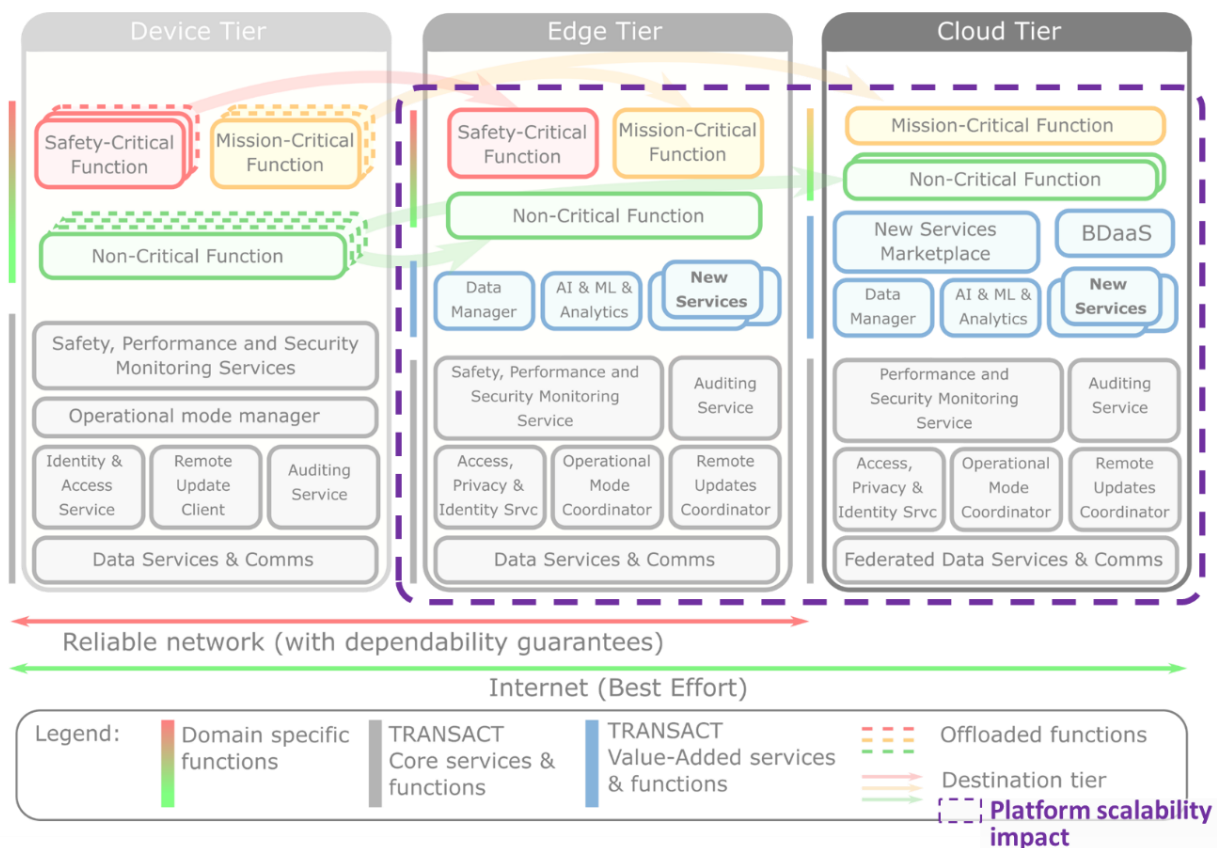 Device Tier
Safety-Critical
Function
Mission-Critical
Function
Non-Critical Function
Safety, Performance and Security
Monitoring Services
Operational mode manager
Identity &
Access
Service
Remote
Update
Client
Auditing
Service
Data Services & Comms
Edge Tier
Safety-Critical
Function
Mission-Critical
Function
Non-Critical Function
Data
Manager
AI & ML &
Analytics
New
Services
Safety, Performance and
Security Monitoring
Service
Auditing
Service
Access,
Privacy &
Identity Srvc
Operational
Mode
Coordinator
Remote
Updates
Coordinator
Data Services & Comms
Cloud Tier
Mission-Critical Function
Non-Critical Function
New Services
Marketplace
BDaaS
Data
Manager
AI & ML &
Analytics
New
Services
Performance and
Security Monitoring
Service
Auditing
Service
Access,
Privacy &
Identity Srvc
Operational
Mode
Coordinator
Remote
Updates
Coordinator
Federated Data Services & Comms
Reliable network (with dependability guarantees)
Internet (Best Effort)
Legend:
Domain specific
functions
TRANSACT
Core services &
functions
TRANSACT
Value-Added services
& functions
Offloaded functions
Destination tier
Platform scalability
impact